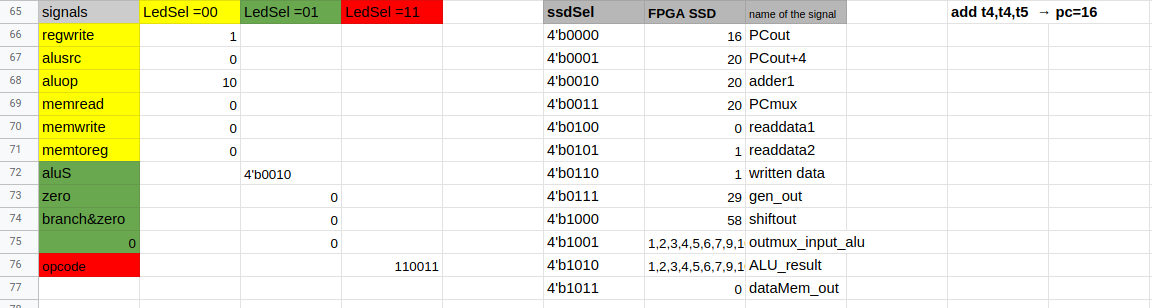 65 signals LedSel =00 LedSel =01 LedSel =11 ssdSel FPGA SSD name of the signal add t4,t4,t5 → pc=16
66 regwrite 1 4'b0000 16 PCout
67 alusrc 0 4'b0001 20 PCout+4
68 aluop 10 4'b0010 20 adder1
69 memread 0 4'b0011 20 PCmux
70 memwrite 0 4'b0100 0 readdata1
71 memtoreg 0 4'b0101 1 readdata2
72 aluS 4'b0010 4'b0110 1 written data
73 zero 0 4'b0111 29 gen_out
74 branch&zero 0 4'b1000 58 shiftout
75 0 0 4'b1001 1,2,3,4,5,6,7,9,1 outmux_input_alu
76 opcode 110011 4'b1010 1,2,3,4,5,6,7,9,1 ALU_result
77 4'b1011 0 dataMem_out